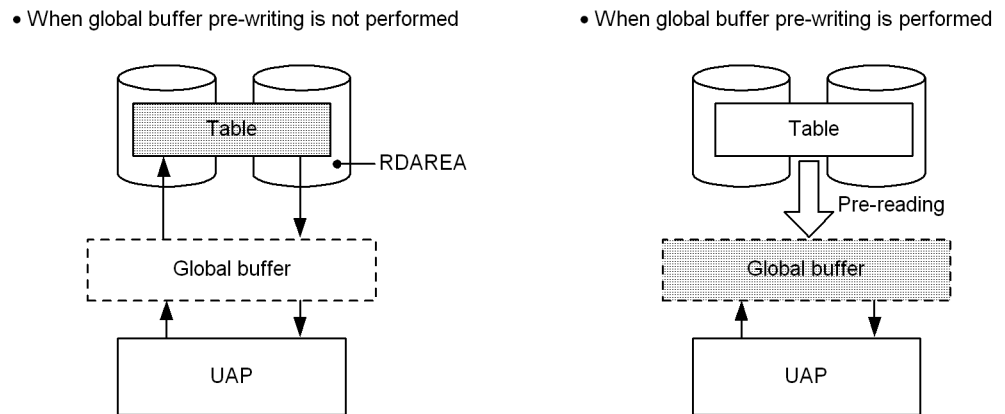 • When global buffer pre-writing is not performed
Table
RDAREA
Global buffer
UAP
• When global buffer pre-writing is performed
Table
Pre-reading
Global buffer
UAP